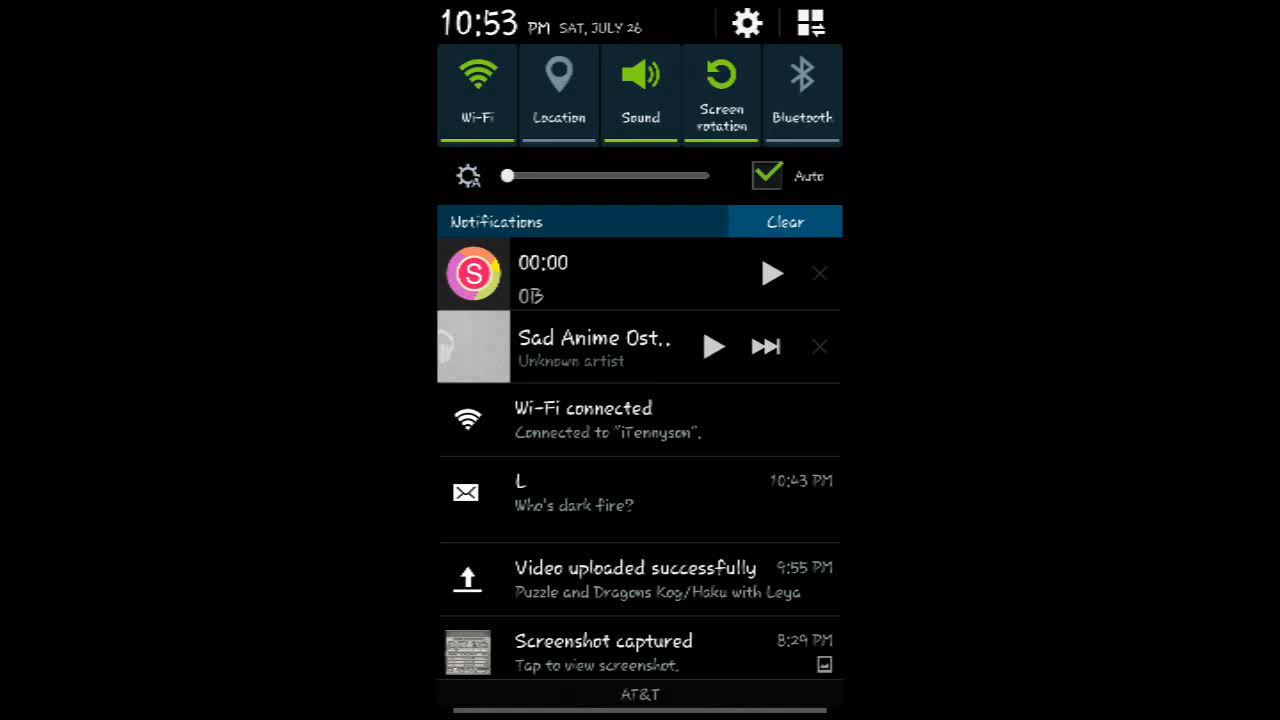 10:53 PM SAT, JULY 26
Wi-Fi
Location
Sound
Screen
rotation
Bluetooth
A
Auto
Notifications
Clear
S
00:00
0B
Sad Anime Ost..
Unknown artist
Wi-Fi connected
Connected to "iTennyson".
L
10:43 PM
Who's dark fire?
Video uploaded successfully
9:55 PM
Puzzle and Dragons Kog/Haku with Leya
Screenshot captured
8:29 PM
Tap to view screenshot.
AT&T